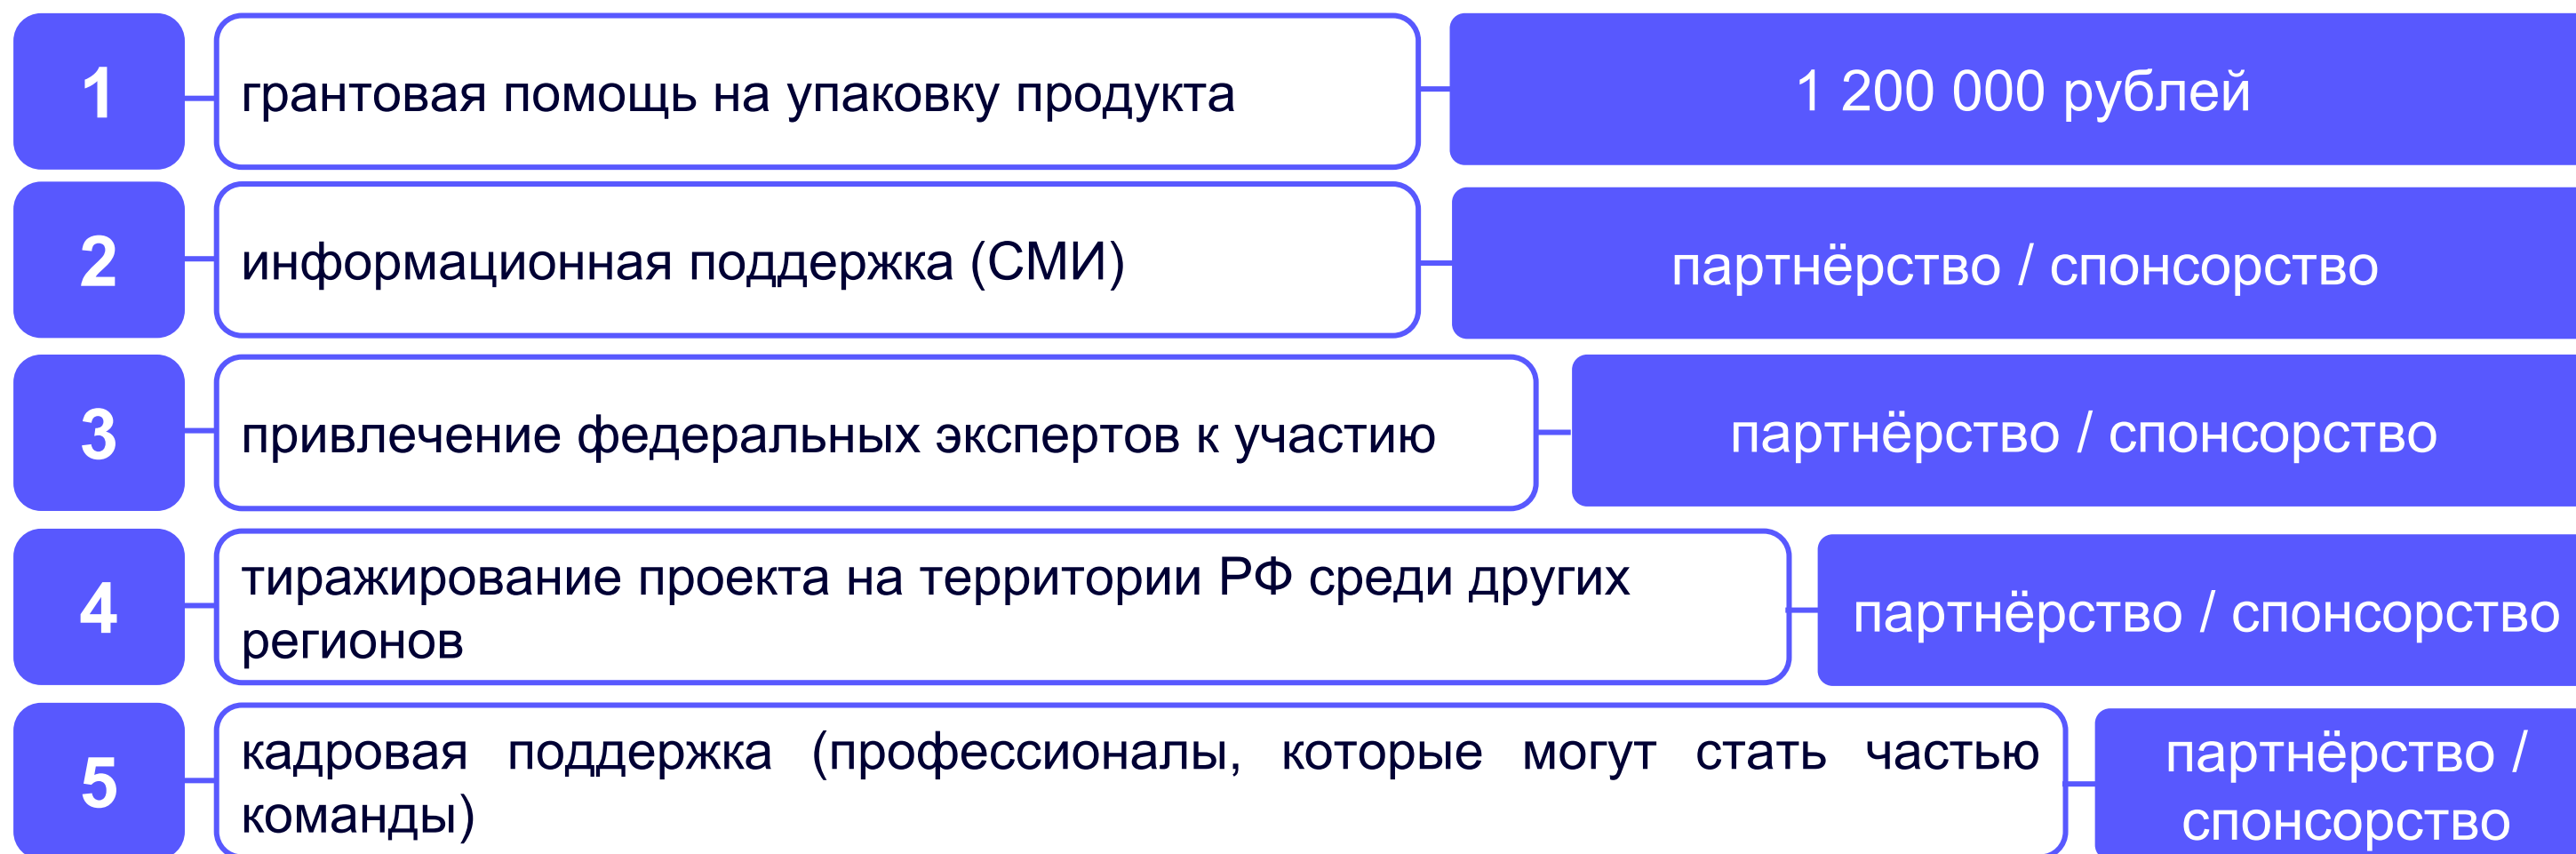 1
грантовая помощь на упаковку продукта
1 200 000 рублей
2
информационная поддержка (СМИ)
партнёрство / спонсорство
3
привлечение федеральных экспертов к участию
партнёрство / спонсорство
4
тиражирование проекта на территории РФ среди других
регионов
партнёрство / спонсорство
5
кадровая поддержка (профессионалы, которые могут стать частью
команды)
партнёрство /
спонсорство